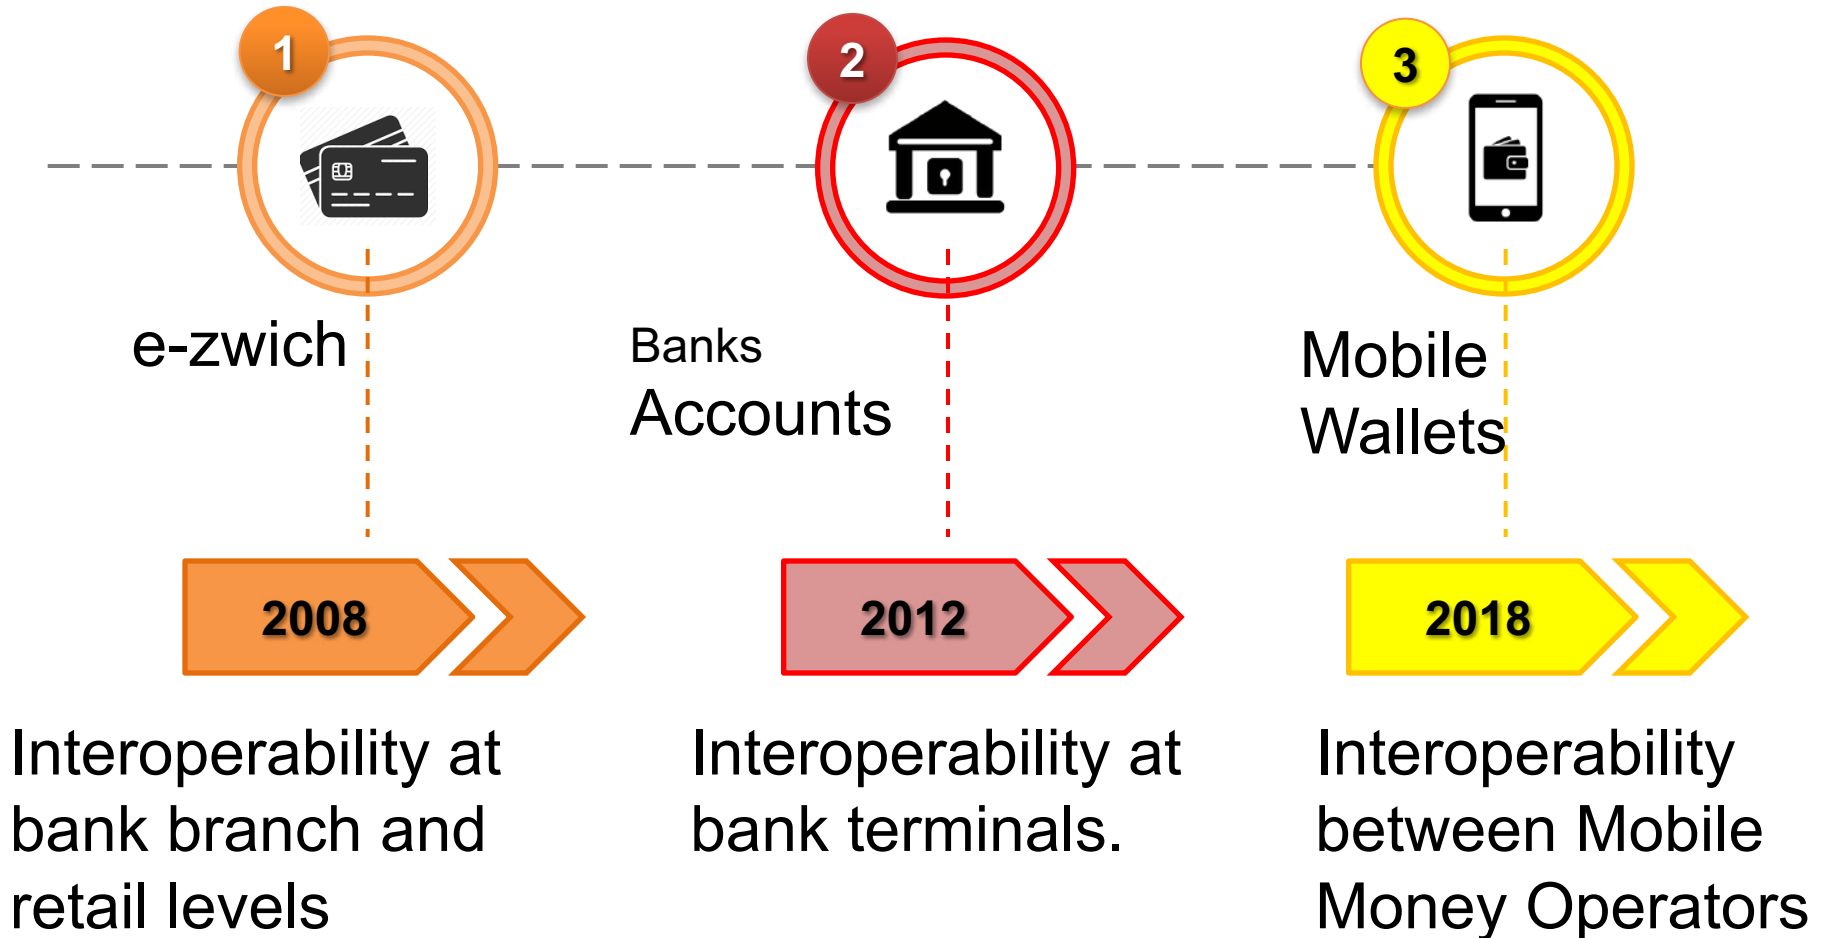 1
2
3
e-zwich
Banks
Accounts
Mobile
Wallets
2008
2012
2018
Interoperability at
bank branch and
retail levels
Interoperability at
bank terminals.
Interoperability
between Mobile
Money Operators